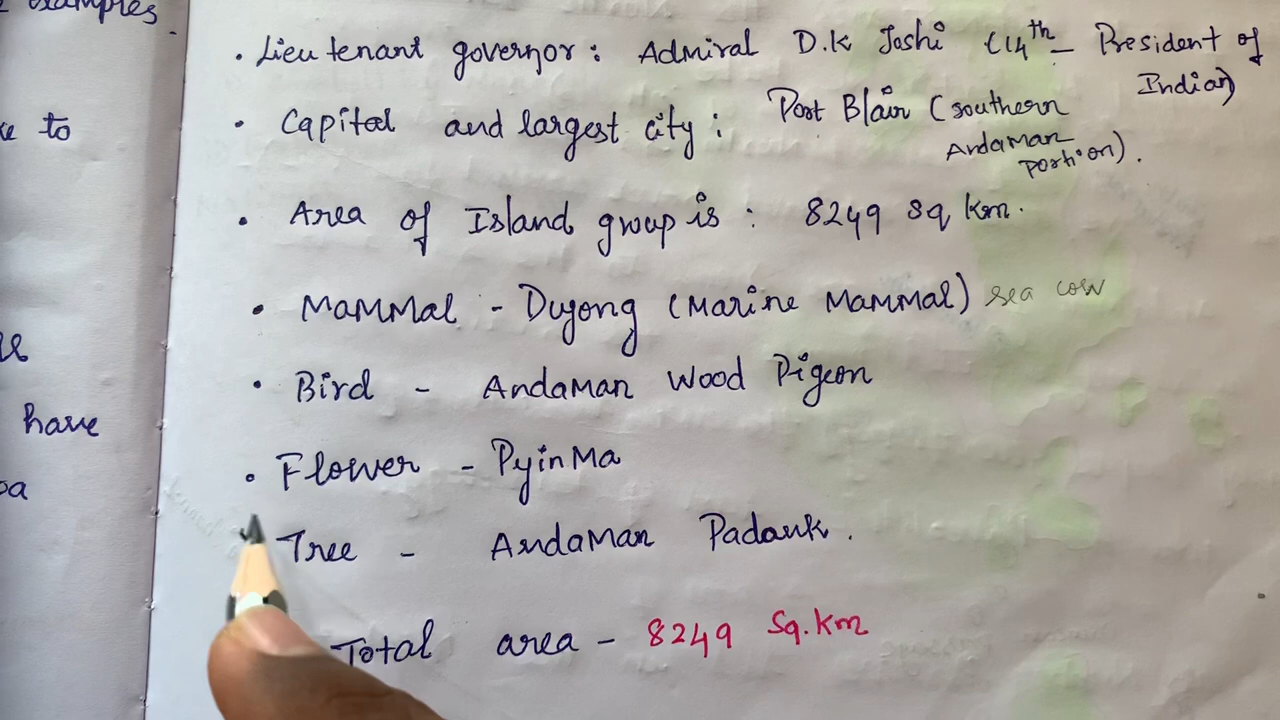 examples.
to
have
• Lieutenant governor : Admiral D.K Joshi (14th - President of
Indian)
• Capital and largest city : Port Blair (southern
Andaman
portion).
• Area of Island group is : 8249 sq km.
• Mammal - Dujong (Marine Mammal) sea cow
• Bird - Andaman Wood Pigeon
• Flower - Pyinma
Tree - Andaman Padauk.
Total area - 8249 Sq.km